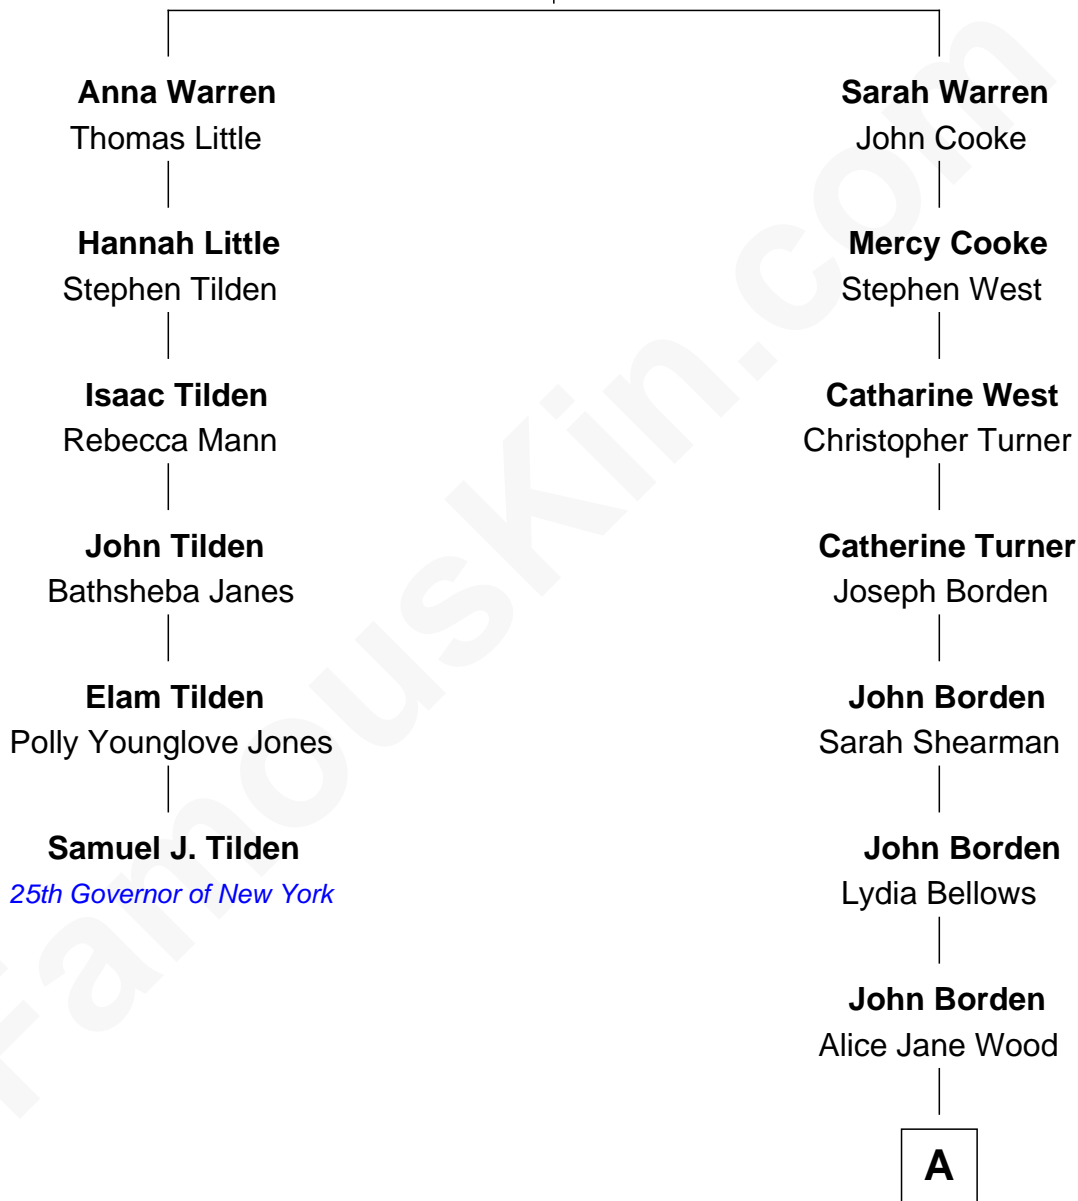 Anna Warren
Thomas Little
Hannah Little
Stephen Tilden
Isaac Tilden
Rebecca Mann
John Tilden
Bathsheba Janes
Elam Tilden
Polly Younglove Jones
Samuel J. Tilden
25th Governor of New York
Sarah Warren
John Cooke
Mercy Cooke
Stephen West
Catharine West
Christopher Turner
Catherine Turner
Joseph Borden
John Borden
Sarah Shearman
John Borden
Lydia Bellows
John Borden
Alice Jane Wood
A
FamousKin.com